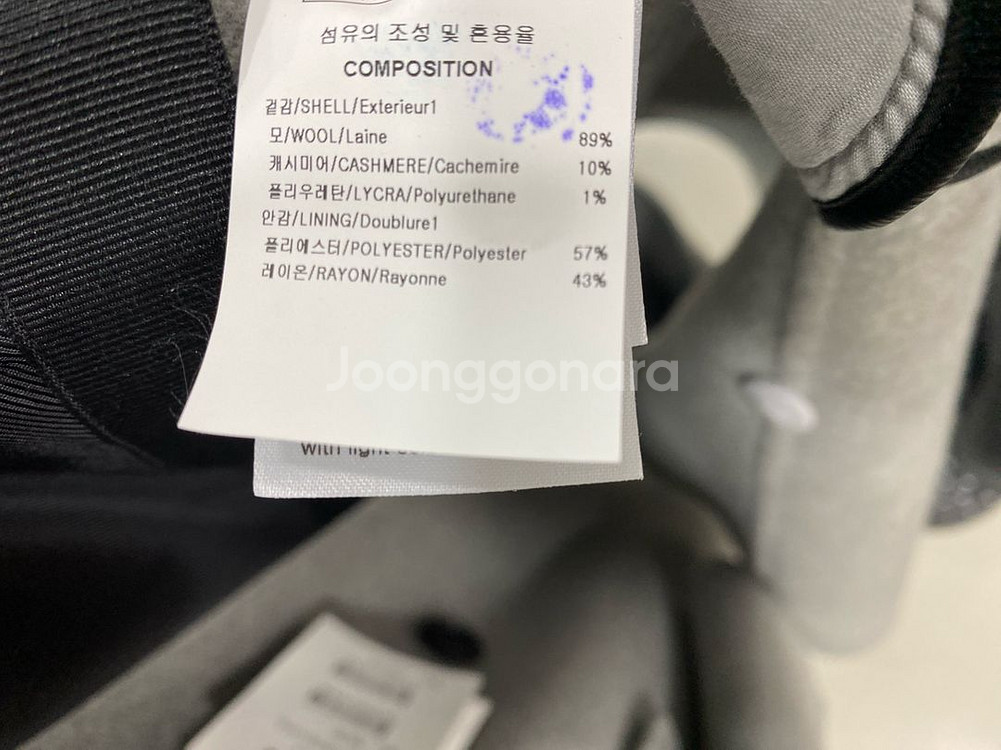 섬유의 조성 및 혼용율
COMPOSITION
겉감/SHELL/Exterieur1
모/WOOL/Laine 89%
캐시미어/CASHMERE/Cachemire 10%
폴리우레탄/LYCRA/Polyurethane 1%
안감/LINING/Doublure1
폴리에스터/POLYESTER/Polyester 57%
레이온/RAYON/Rayonne 43%
Joonggonara
with light